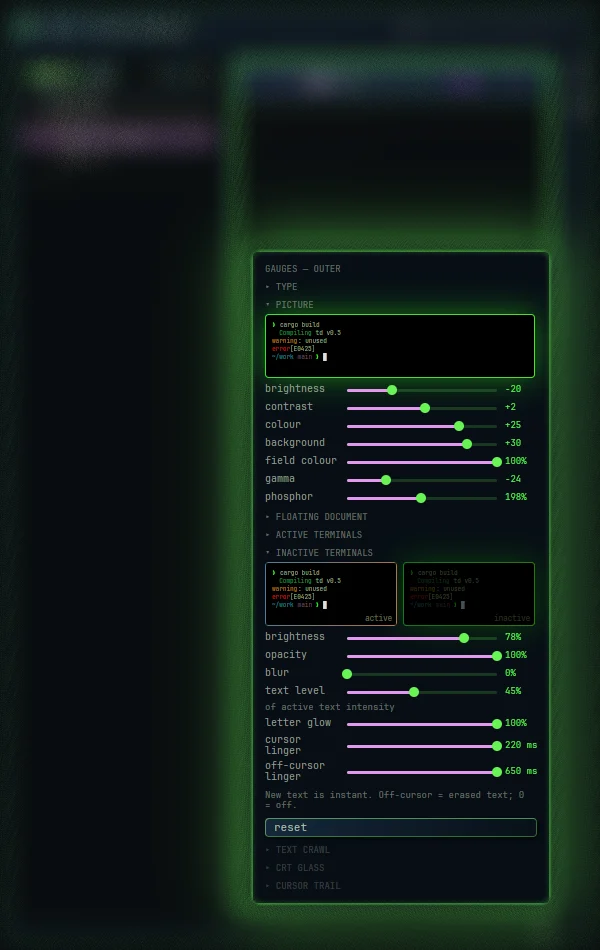 GAUGES — OUTER
▸ TYPE
▾ PICTURE
❯ cargo build
Compiling td v0.5
warning: unused
error[E0425]
~/work main ❯
brightness -20
contrast +2
colour +25
background +30
field colour 100%
gamma -24
phosphor 198%
▸ FLOATING DOCUMENT
▸ ACTIVE TERMINALS
▾ INACTIVE TERMINALS
❯ cargo build
Compiling td v0.5
warning: unused
error[E0425]
~/work main ❯
active
❯ cargo build
Compiling td v0.5
warning: unused
error[E0425]
~/work main ❯
inactive
brightness 78%
opacity 100%
blur 0%
text level 45%
of active text intensity
letter glow 100%
cursor
linger 220 ms
off-cursor
linger 650 ms
New text is instant. Off-cursor = erased text; 0
= off.
reset
▸ TEXT CRAWL
▸ CRT GLASS
▸ CURSOR TRAIL